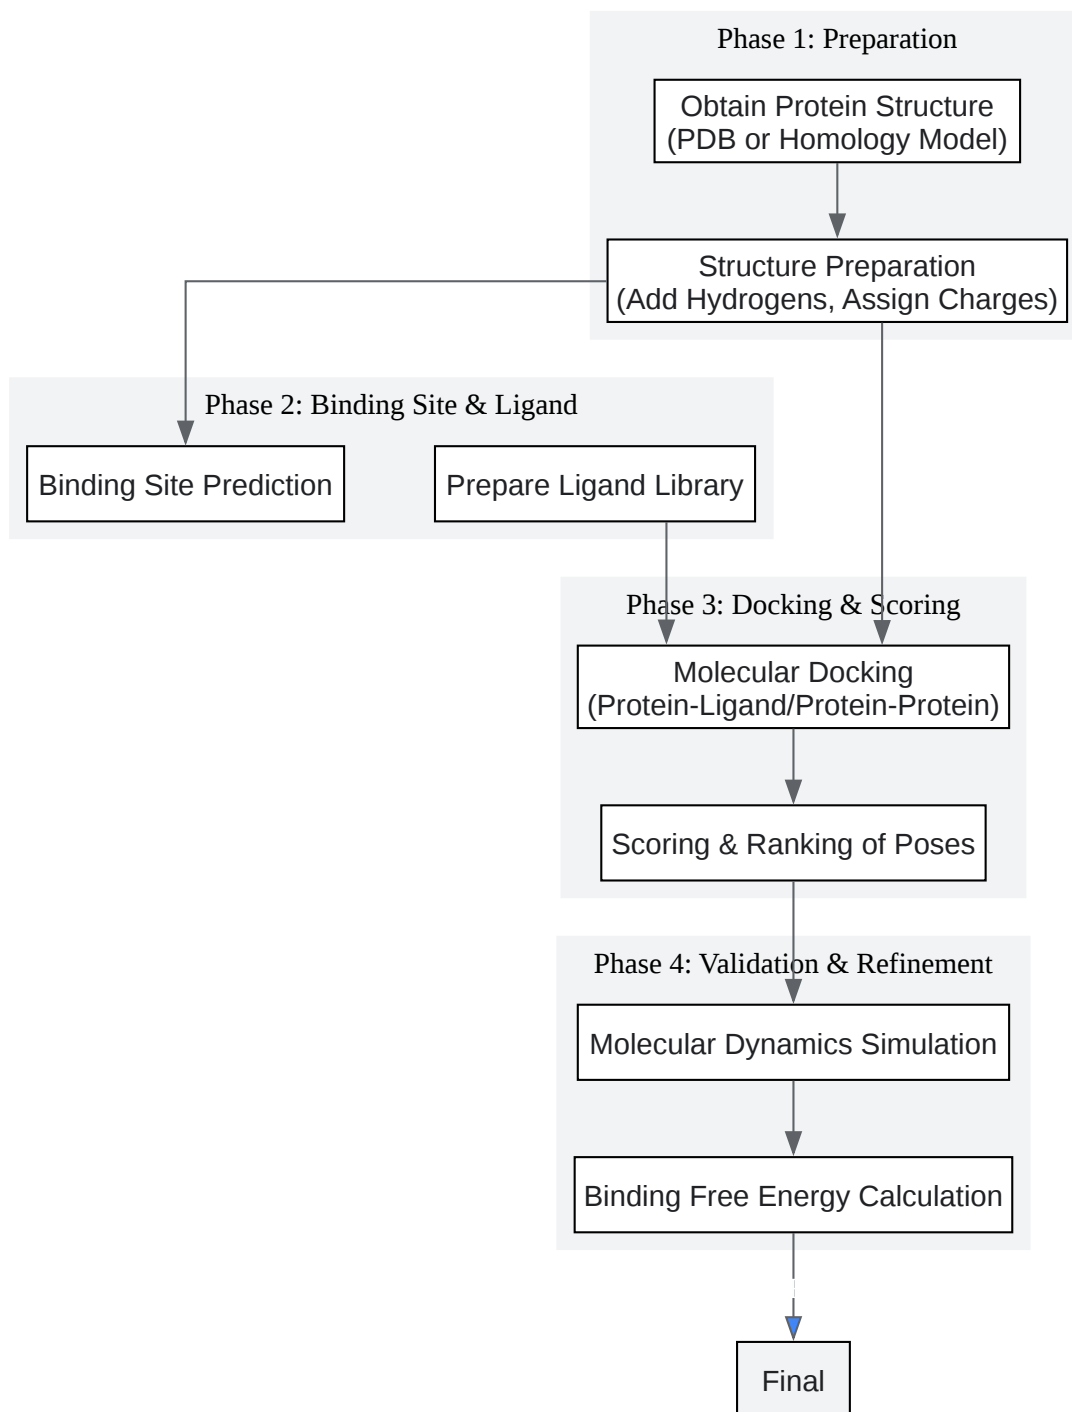 Phase 1: Preparation
Obtain Protein Structure
(PDB or Homology Model)
Structure Preparation
(Add Hydrogens, Assign Charges)
Phase 2: Binding Site & Ligand
Binding Site Prediction
Prepare Ligand Library
Phase 3: Docking & Scoring
Molecular Docking
(Protein-Ligand/Protein-Protein)
Scoring & Ranking of Poses
Phase 4: Validation & Refinement
Molecular Dynamics Simulation
Binding Free Energy Calculation
Final